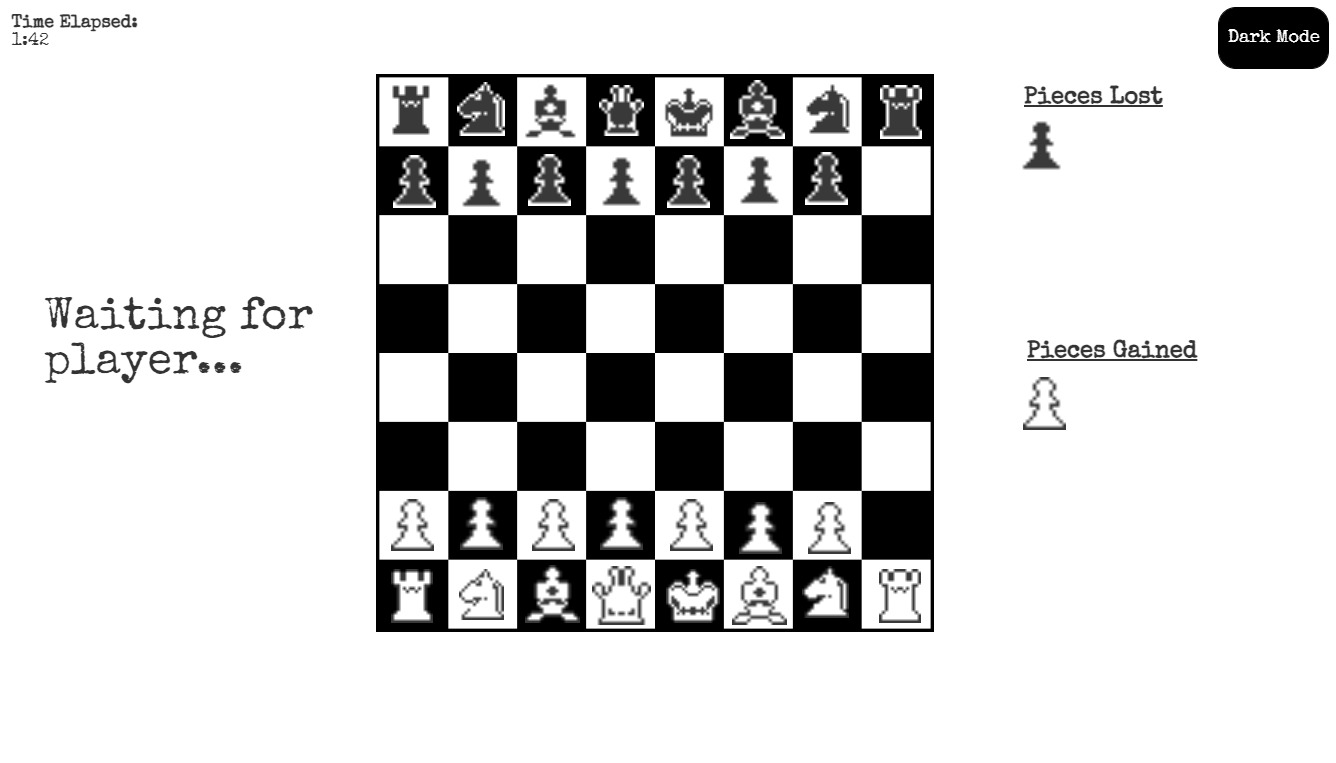 Time Elapsed:
1:42
Dark Mode
Pieces Lost
Waiting for
player...
Pieces Gained